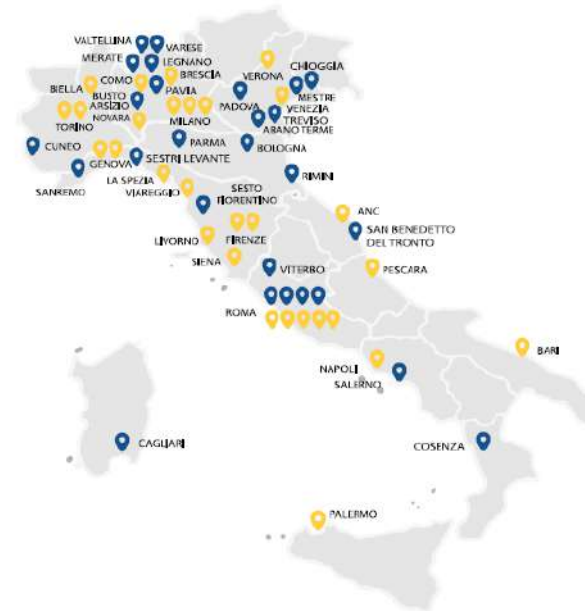 VALTELLINA
VARESE
MERATE
LEGNANO
CHIOGGIA
COMO
BRESCIA
VERONA
BIELLA
BUSTO
ARSIZIO
PAVIA
PADOVA
MESTRE
VENEZIA
NOVARA
TREVISO
TORINO
MILANO
ABANO TERME
CUNEO
PARMA
BOLOGNA
GENOVA
SESTRI LEVANTE
SANREMO
LA SPEZIA
VIAREGGIO
SESTO
FIORENTINO
RIMINI
ANC
SAN BENEDETTO
DEL TRONTO
LIVORNO
FIRENZE
SIENA
VITERBO
PESCARA
ROMA
BARI
NAPOLI
SALERNO
CAGLIARI
COSENZA
PALERMO